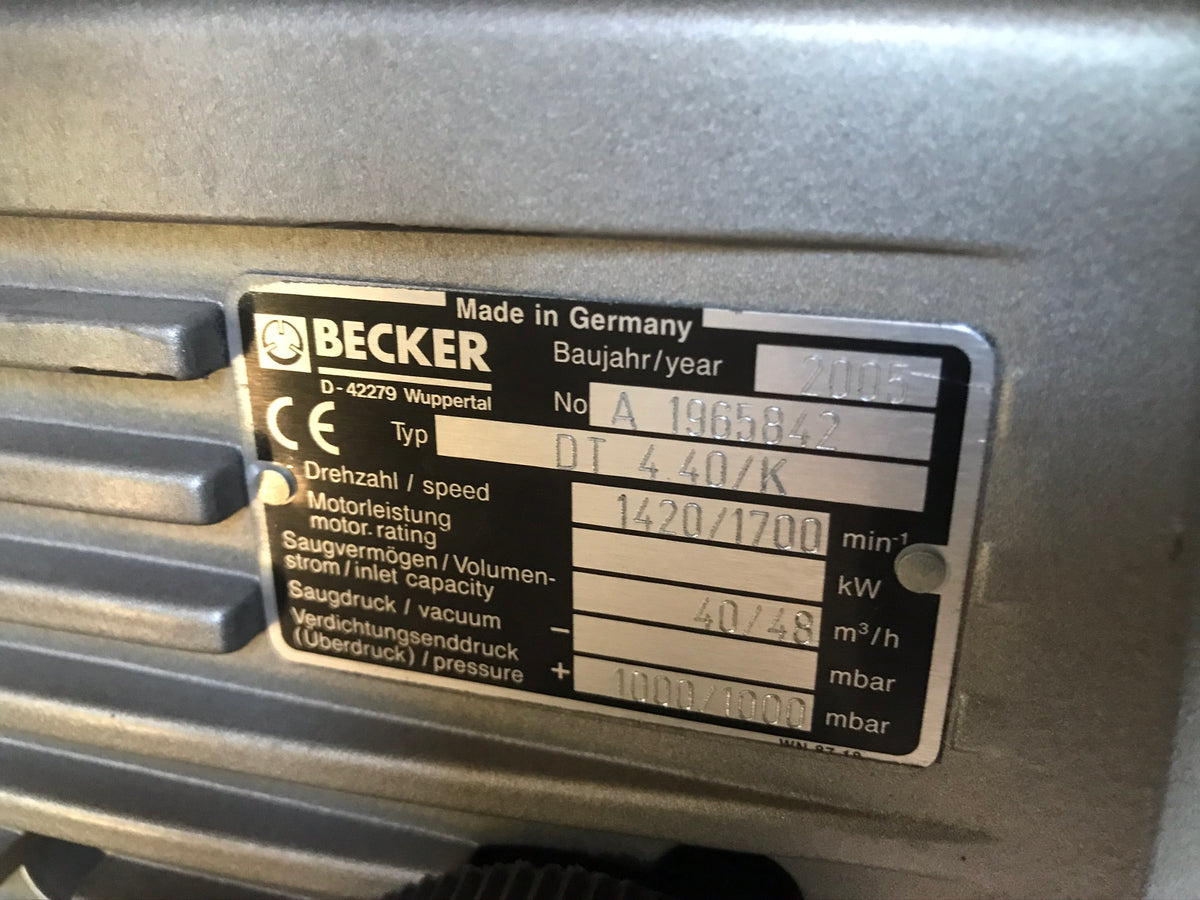 Made in Germany
BECKER
D-42279 Wuppertal
Baujahr/year 2005
No A 1965842
CE Typ DT 4.40/K
Drehzahl / speed 1420/1700 min⁻¹
Motorleistung
motor. rating kW
Saugvermögen/Volumen-
strom/inlet capacity 40/48 m³/h
Saugdruck / vacuum – mbar
Verdichtungsenddruck
(Überdruck)/pressure + 1000/1000 mbar